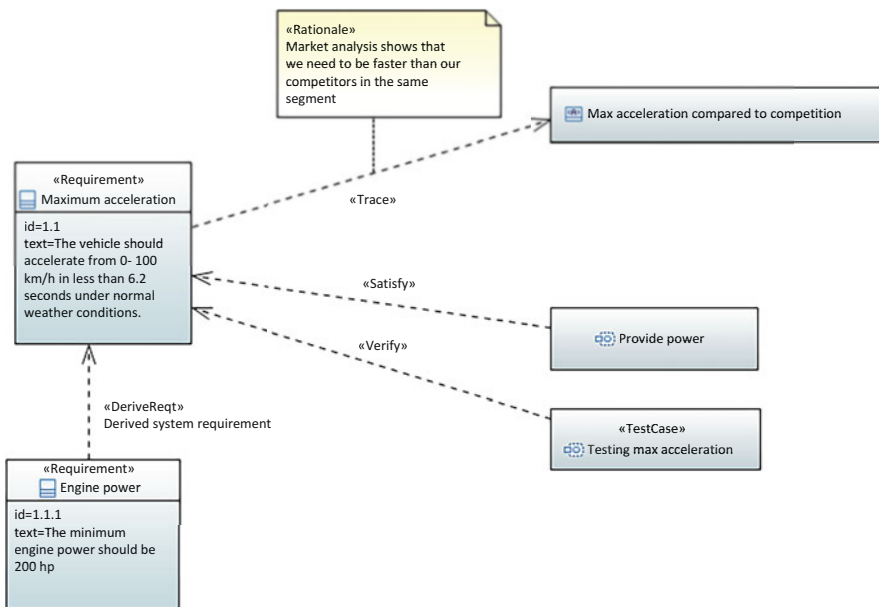 «Rationale»
Market analysis shows that
we need to be faster than our
competitors in the same
segment
Max acceleration compared to competition
«Trace»
«Requirement»
Maximum acceleration
id=1.1
text=The vehicle should
accelerate from 0- 100
km/h in less than 6.2
seconds under normal
weather conditions.
«Satisfy»
Provide power
«Verify»
«TestCase»
Testing max acceleration
«DeriveReqt»
Derived system requirement
«Requirement»
Engine power
id=1.1.1
text=The minimum
engine power should be
200 hp